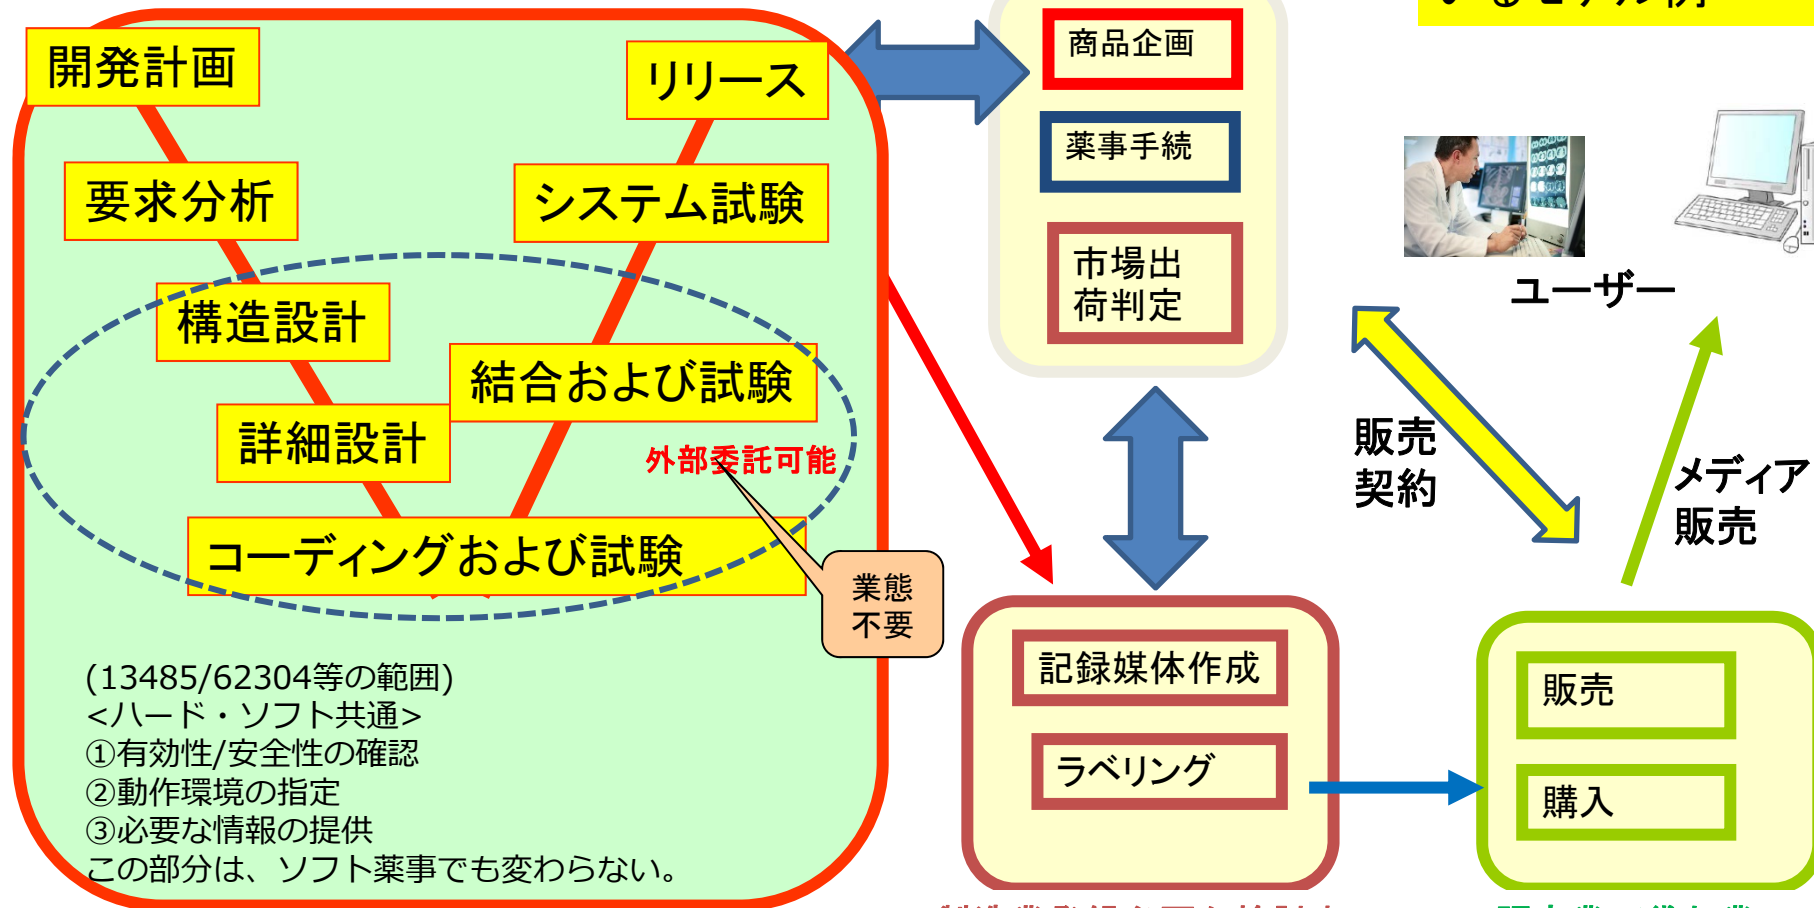 開発計画
リリース
要求分析
システム試験
構造設計
結合および試験
詳細設計
外部委託可能
コーディングおよび試験
業態
不要
(13485/62304等の範囲)
<ハード・ソフト共通>
①有効性/安全性の確認
②動作環境の指定
③必要な情報の提供
この部分は、ソフト薬事でも変わらない。
商品企画
薬事手続
市場出
荷判定
記録媒体作成
ラベリング
ユーザー
販売
契約
メディア
販売
販売
購入